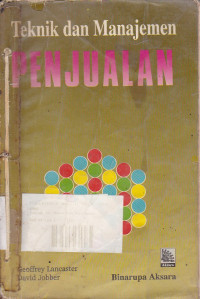 Teknik dan Manajemen
PENJUALAN
Geoffrey Lancaster
David Jobber
Binarupa Aksara